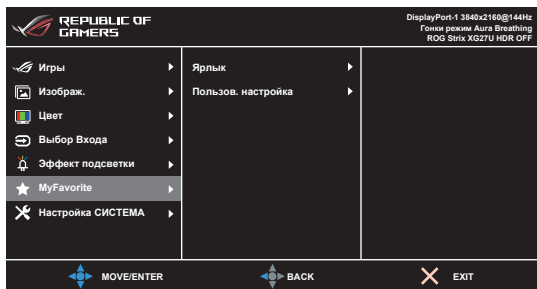 REPUBLIC OF
GAMERS
DisplayPort-1 3840x2160@144Hz
Гонки режим Aura Breathing
ROG Strix XG27U HDR OFF
Игры
Изображ.
Цвет
Выбор Входа
Эффект подсветки
MyFavorite
Настройка СИСТЕМА
Ярлык
Пользов. настройка
MOVE/ENTER
BACK
EXIT